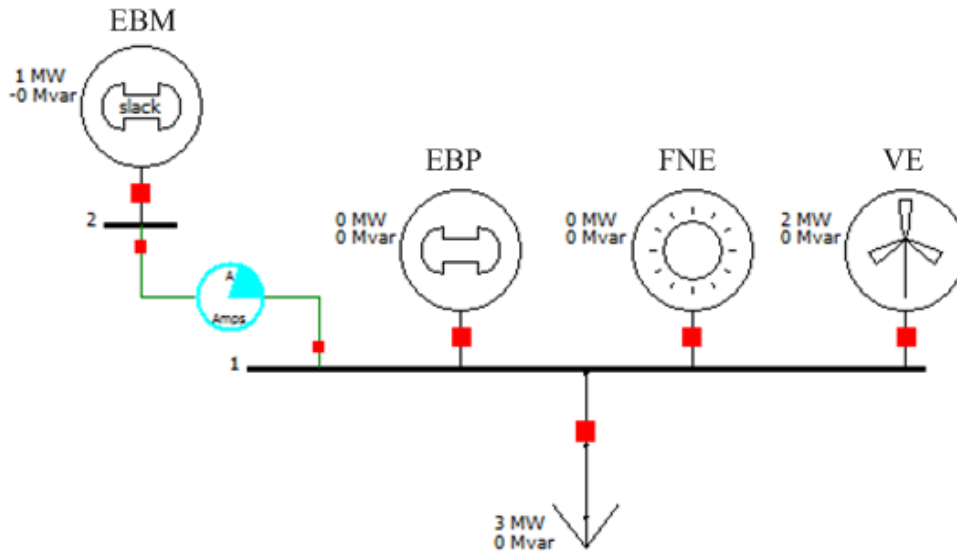 EBM
1 MW
-0 Mvar
slack
EBP
FNE
VE
0 MW
0 Mvar
0 MW
0 Mvar
2 MW
0 Mvar
2
A
Amps
1
3 MW
0 Mvar